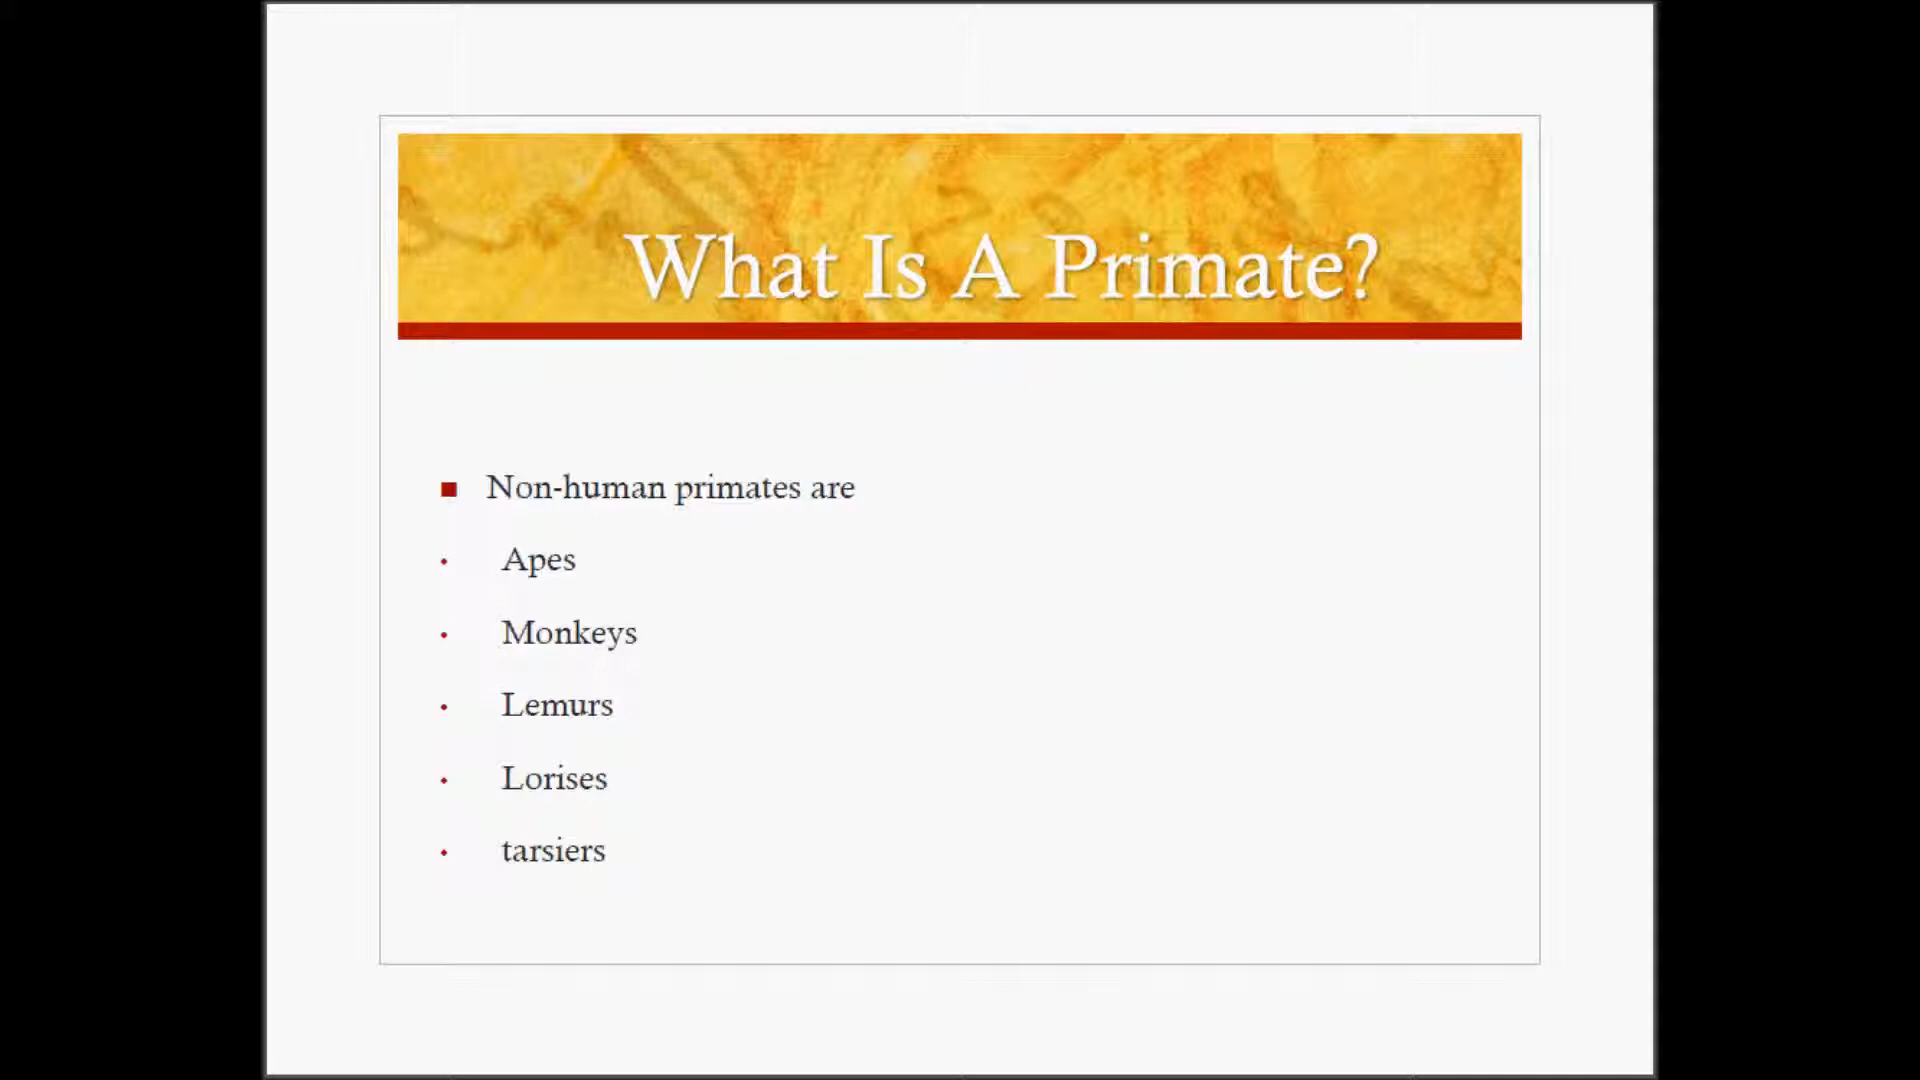 What Is A Primate?
Non-human primates are
Apes
Monkeys
Lemurs
Lorises
tarsiers